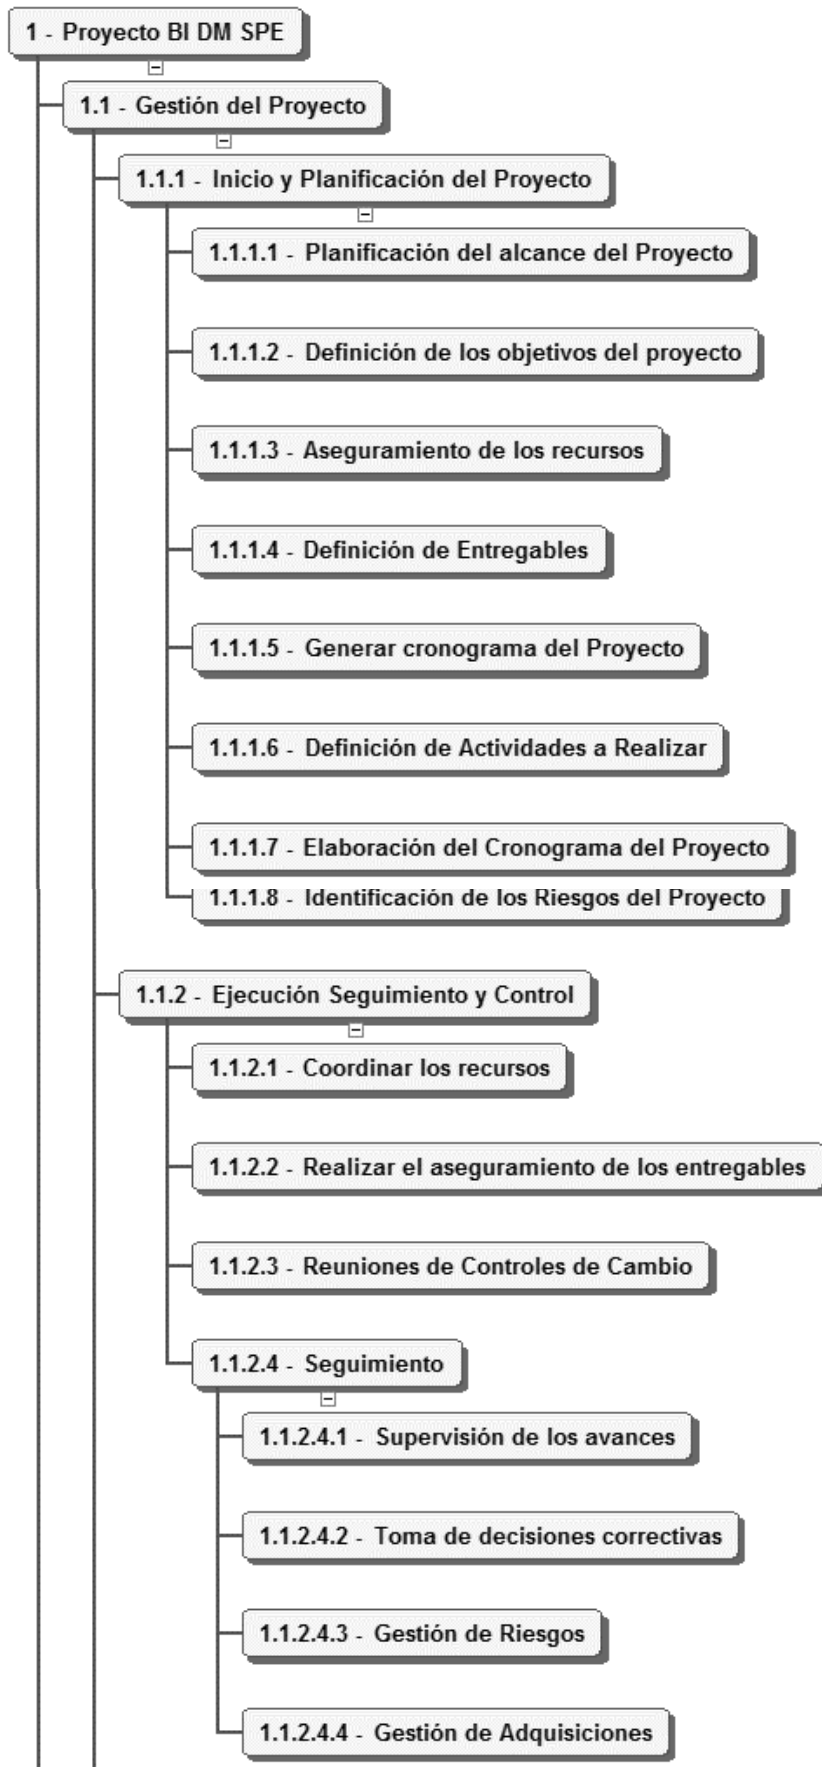 1 - Proyecto BI DM SPE
1.1 - Gestión del Proyecto
1.1.1 - Inicio y Planificación del Proyecto
1.1.1.1 - Planificación del alcance del Proyecto
1.1.1.2 - Definición de los objetivos del proyecto
1.1.1.3 - Aseguramiento de los recursos
1.1.1.4 - Definición de Entregables
1.1.1.5 - Generar cronograma del Proyecto
1.1.1.6 - Definición de Actividades a Realizar
1.1.1.7 - Elaboración del Cronograma del Proyecto
1.1.1.8 - Identificación de los Riesgos del Proyecto
1.1.2 - Ejecución Seguimiento y Control
1.1.2.1 - Coordinar los recursos
1.1.2.2 - Realizar el aseguramiento de los entregables
1.1.2.3 - Reuniones de Controles de Cambio
1.1.2.4 - Seguimiento
1.1.2.4.1 - Supervisión de los avances
1.1.2.4.2 - Toma de decisiones correctivas
1.1.2.4.3 - Gestión de Riesgos
1.1.2.4.4 - Gestión de Adquisiciones